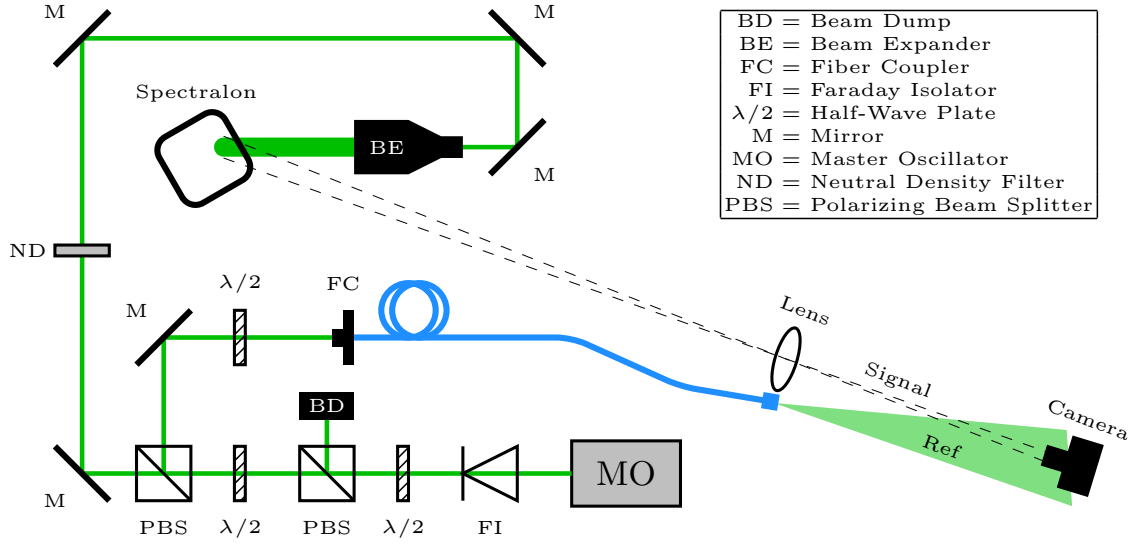 M
M
BD = Beam Dump
BE = Beam Expander
FC = Fiber Coupler
FI = Faraday Isolator
λ/2 = Half-Wave Plate
M = Mirror
MO = Master Oscillator
ND = Neutral Density Filter
PBS = Polarizing Beam Splitter
Spectralon
BE
M
ND
λ/2
FC
M
Lens
Signal
Camera
Ref
BD
MO
M
PBS
λ/2
PBS
λ/2
FI